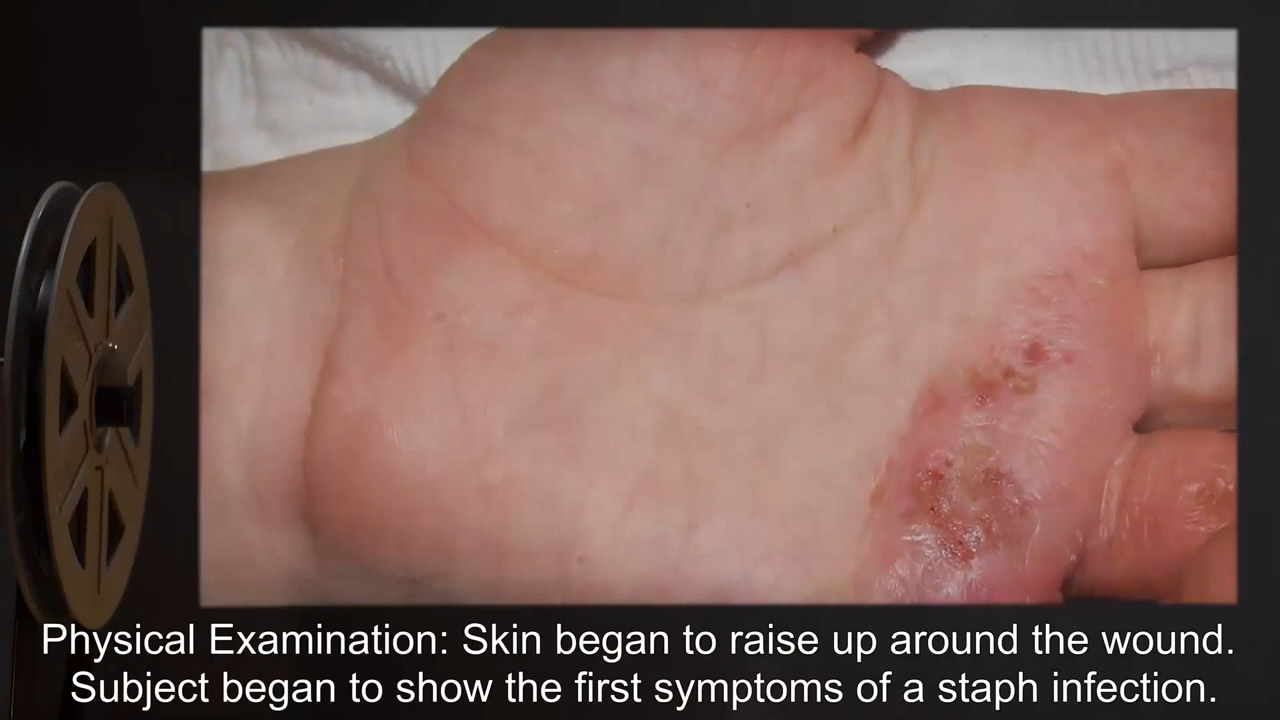 Physical Examination: Skin began to raise up around the wound.
Subject began to show the first symptoms of a staph infection.